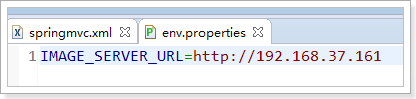 springmvc.xml env.properties
1 IMAGE_SERVER_URL=http://192.168.37.161